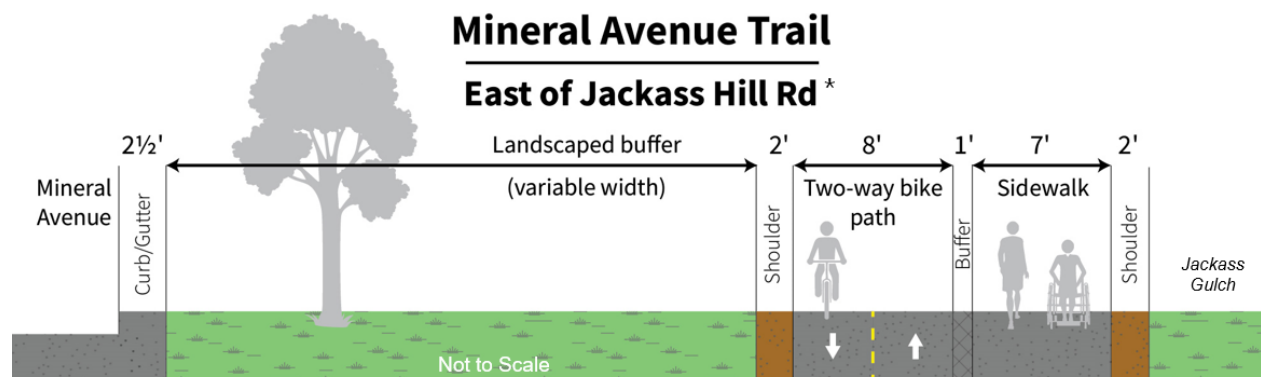 Mineral Avenue Trail
East of Jackass Hill Rd *
2½'
Landscaped buffer
2'
8'
1'
7'
2'
Mineral
Avenue
Curb/Gutter
(variable width)
Shoulder
Two-way bike
path
Buffer
Sidewalk
Shoulder
Jackass
Gulch
Not to Scale